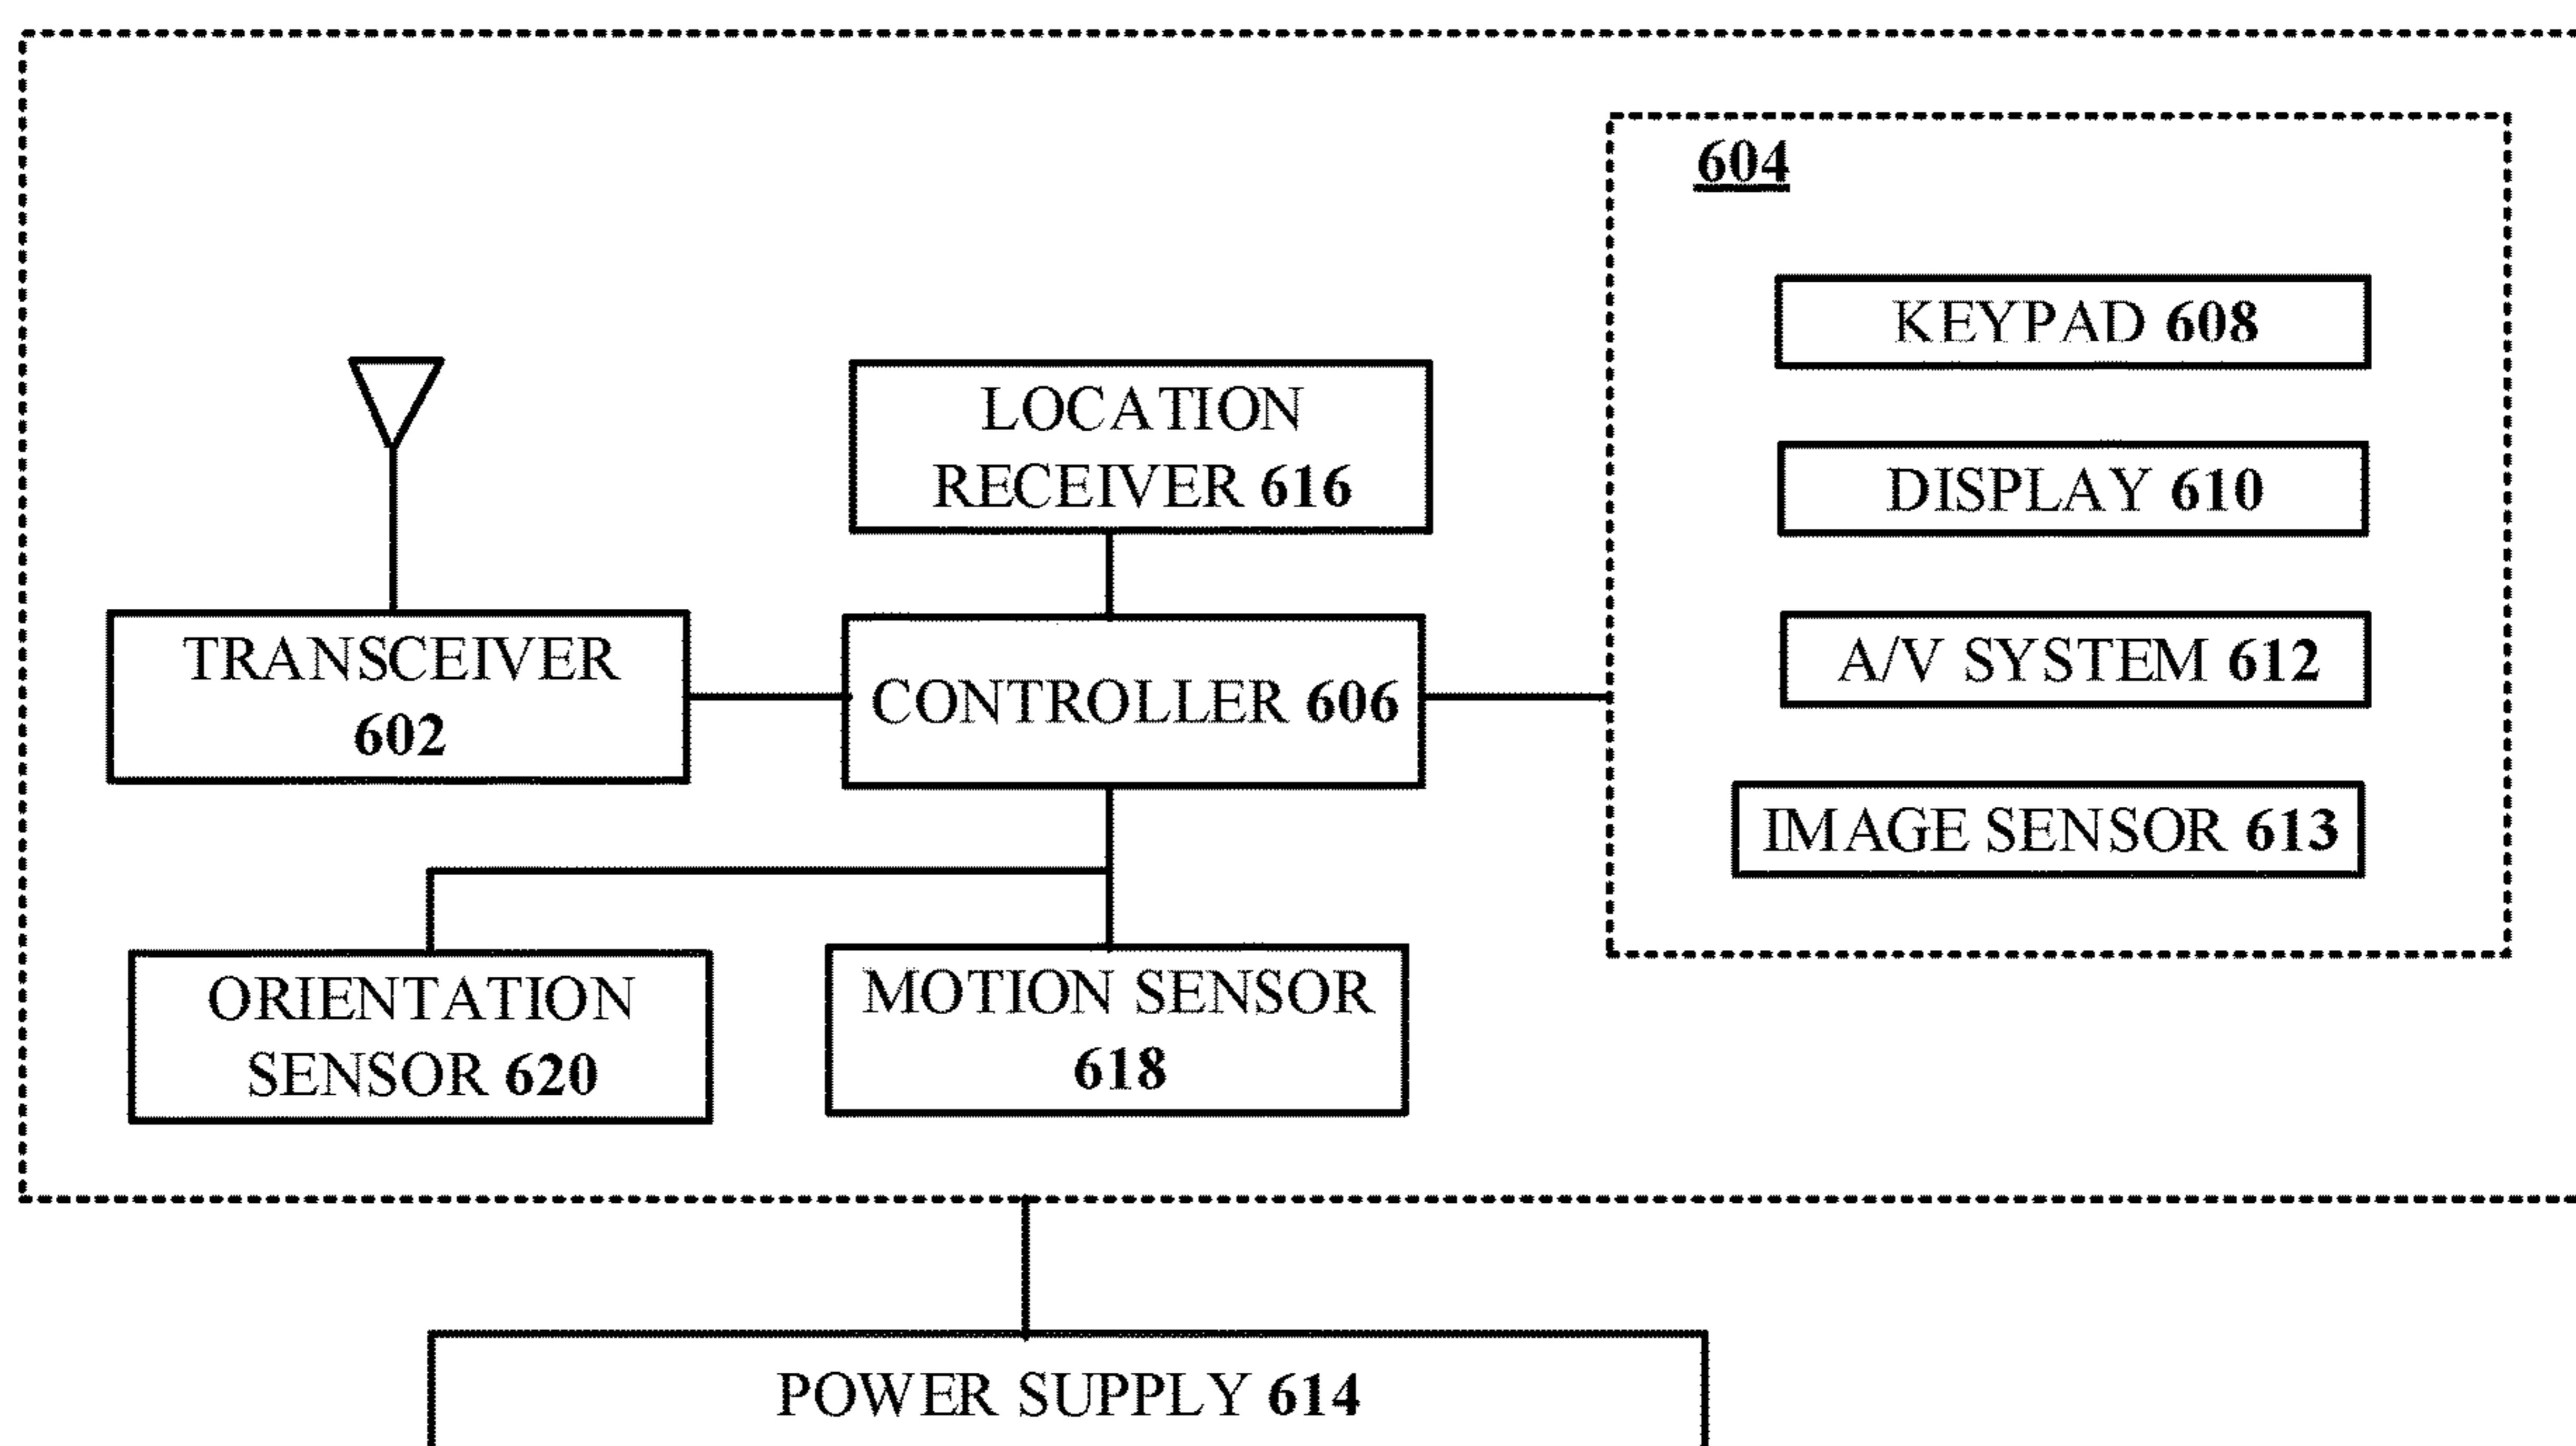 604
KEYPAD 608
DISPLAY 610
A/V SYSTEM 612
IMAGE SENSOR 613
LOCATION
RECEIVER 616
TRANSCEIVER
602
CONTROLLER 606
ORIENTATION
SENSOR 620
MOTION SENSOR
618
POWER SUPPLY 614